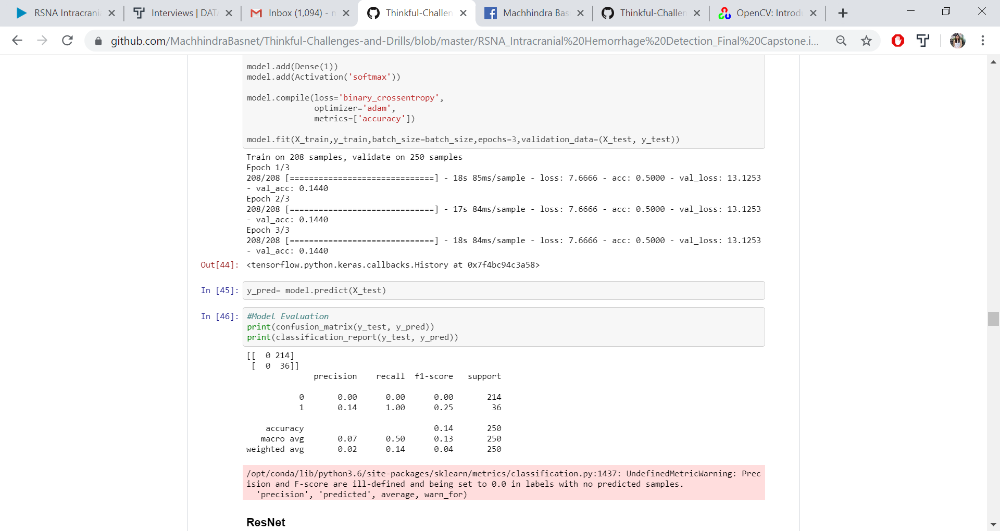 RSNA Intracrani
Interviews | DATA
Inbox (1,094) - m
Thinkful-Challen
Machhindra Bas
Thinkful-Challen
OpenCV: Introdu
github.com/MachhindraBasnet/Thinkful-Challenges-and-Drills/blob/master/RSNA_Intracranial%20Hemorrhage%20Detection_Final%20Capstone.i...
model.add(Dense(1))
model.add(Activation('softmax'))
model.compile(loss='binary_crossentropy',
optimizer='adam',
metrics=['accuracy'])
model.fit(X_train,y_train,batch_size=batch_size,epochs=3,validation_data=(X_test, y_test))
Train on 208 samples, validate on 250 samples
Epoch 1/3
208/208 [==============================] - 18s 85ms/sample - loss: 7.6666 - acc: 0.5000 - val_loss: 13.1253
- val_acc: 0.1440
Epoch 2/3
208/208 [==============================] - 17s 84ms/sample - loss: 7.6666 - acc: 0.5000 - val_loss: 13.1253
- val_acc: 0.1440
Epoch 3/3
208/208 [==============================] - 18s 84ms/sample - loss: 7.6666 - acc: 0.5000 - val_loss: 13.1253
- val_acc: 0.1440
Out[44]: <tensorflow.python.keras.callbacks.History at 0x7f4bc94c3a58>
In [45]: y_pred= model.predict(X_test)
In [46]: #Model Evaluation
print(confusion_matrix(y_test, y_pred))
print(classification_report(y_test, y_pred))
[[  0 214]
[  0  36]]
precision recall f1-score support
0 0.00 0.00 0.00 214
1 0.14 1.00 0.25 36
accuracy 0.14 250
macro avg 0.07 0.50 0.13 250
weighted avg 0.02 0.14 0.04 250
/opt/conda/lib/python3.6/site-packages/sklearn/metrics/classification.py:1437: UndefinedMetricWarning: Prec
ision and F-score are ill-defined and being set to 0.0 in labels with no predicted samples.
'precision', 'predicted', average, warn_for)
ResNet